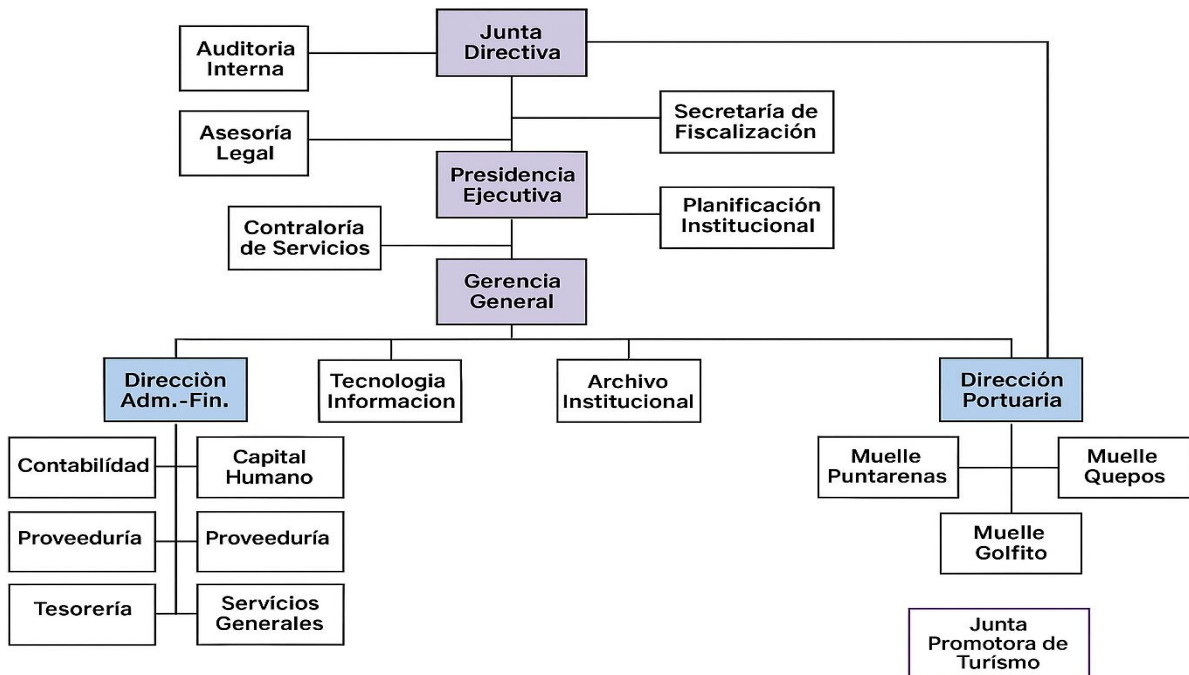 Junta
Directiva
Auditoria
Interna
Secretaría de
Fiscalización
Asesoría
Legal
Presidencia
Ejecutiva
Planificación
Institucional
Contraloría
de Servicios
Gerencia
General
Direcciòn
Adm.-Fin.
Tecnologia
Informacion
Archivo
Institucional
Dirección
Portuaria
Contabilídad
Capital
Humano
Muelle
Puntarenas
Muelle
Quepos
Proveeduría
Proveeduría
Muelle
Golfito
Tesorería
Servícios
Generales
Junta
Promotora de
Turísmo